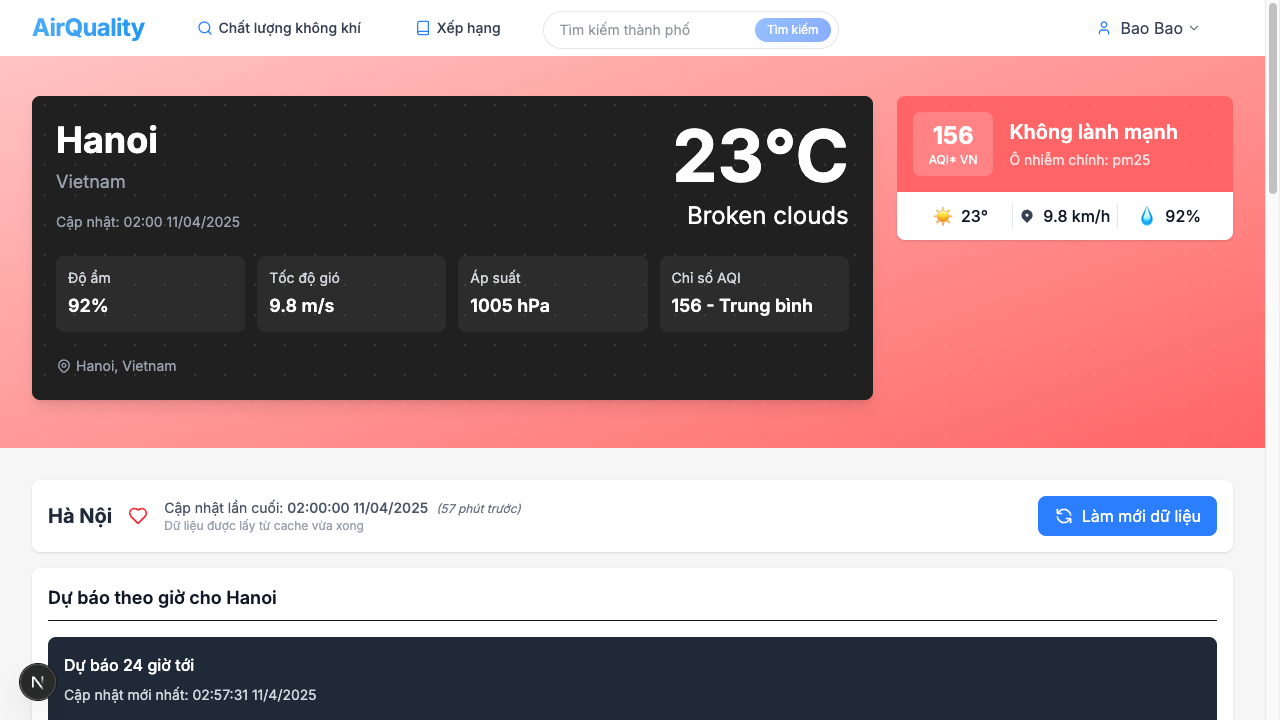 AirQuality
Chất lượng không khí
Xếp hạng
Tìm kiếm thành phố
Tìm kiếm
Bao Bao
Hanoi
Vietnam
Cập nhật: 02:00 11/04/2025
23°C
Broken clouds
Độ ẩm
92%
Tốc độ gió
9.8 m/s
Áp suất
1005 hPa
Chỉ số AQI
156 - Trung bình
Hanoi, Vietnam
156
AQI* VN
Không lành mạnh
Ô nhiễm chính: pm25
23°
9.8 km/h
92%
Hà Nội
Cập nhật lần cuối: 02:00:00 11/04/2025 (57 phút trước)
Dữ liệu được lấy từ cache vừa xong
Làm mới dữ liệu
Dự báo theo giờ cho Hanoi
Dự báo 24 giờ tới
Cập nhật mới nhất: 02:57:31 11/4/2025
N